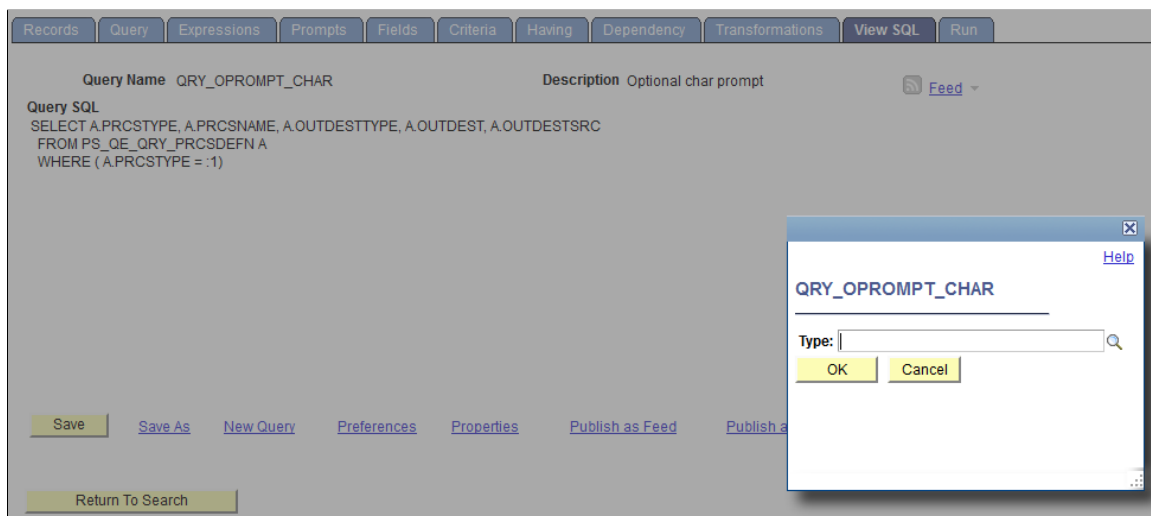 Records Query Expressions Prompts Fields Criteria Having Dependency Transformations View SQL Run
Query Name QRY_OPROMPT_CHAR Description Optional char prompt Feed
Query SQL
SELECT A.PRCSTYPE, A.PRCSNAME, A.OUTDESTTYPE, A.OUTDEST, A.OUTDESTSRC
FROM PS_QE_QRY_PRCSDEFN A
WHERE ( A.PRCSTYPE = :1)
Help
QRY_OPROMPT_CHAR
Type:
OK Cancel
Save Save As New Query Preferences Properties Publish as Feed Publish a
Return To Search